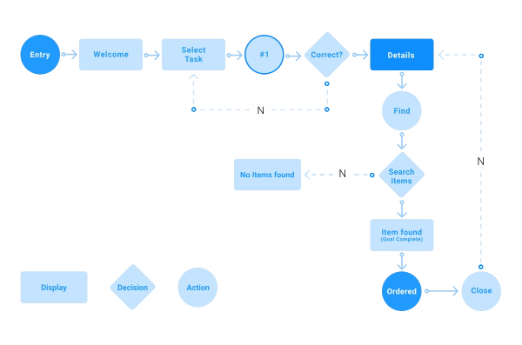 Entry
Welcome
Select
Task
#1
Correct?
Details
N
Find
N
No Items found
N
Search
items
Item found
(Goal Complete)
Display
Decision
Action
Ordered
Close